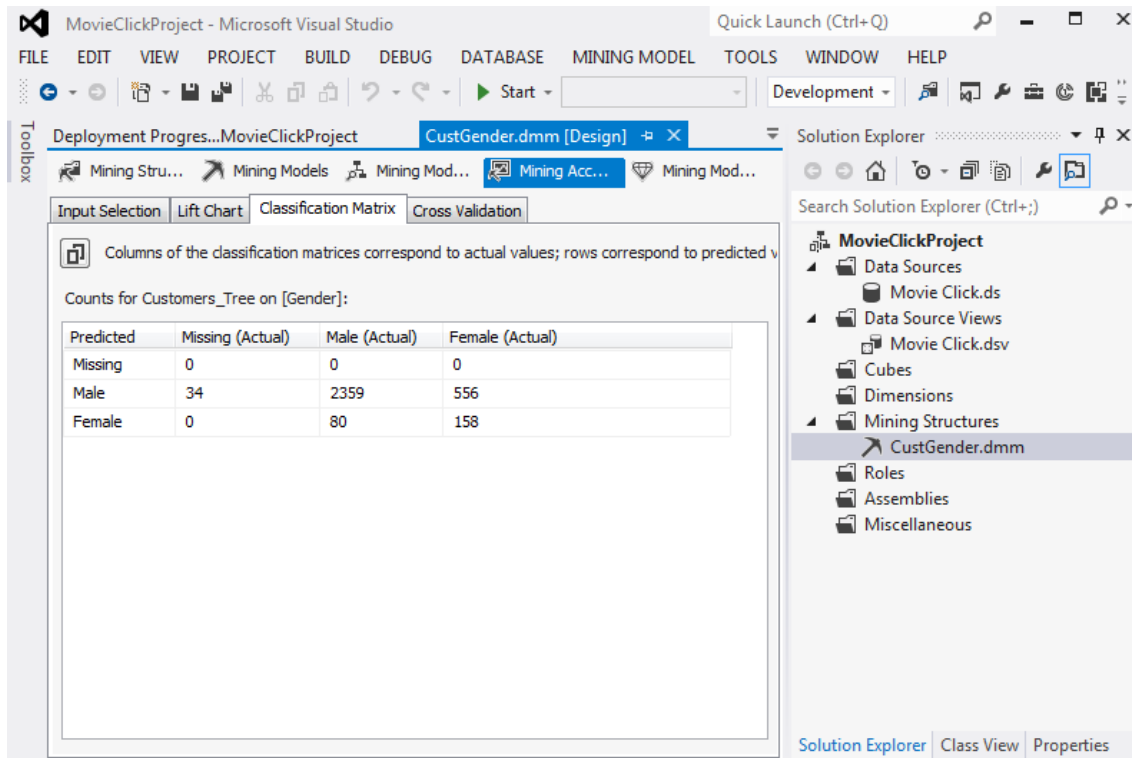 MovieClickProject - Microsoft Visual Studio
Quick Launch (Ctrl+Q)
FILE EDIT VIEW PROJECT BUILD DEBUG DATABASE MINING MODEL TOOLS WINDOW HELP
Start
Development
Toolbox
Deployment Progres...MovieClickProject
CustGender.dmm [Design]
Mining Stru... Mining Models Mining Mod... Mining Acc... Mining Mod...
Input Selection Lift Chart Classification Matrix Cross Validation
Columns of the classification matrices correspond to actual values; rows correspond to predicted v
Counts for Customers_Tree on [Gender]:
Predicted Missing (Actual) Male (Actual) Female (Actual)
Missing 0 0 0
Male 34 2359 556
Female 0 80 158
Solution Explorer
Search Solution Explorer (Ctrl+;)
MovieClickProject
Data Sources
Movie Click.ds
Data Source Views
Movie Click.dsv
Cubes
Dimensions
Mining Structures
CustGender.dmm
Roles
Assemblies
Miscellaneous
Solution Explorer Class View Properties